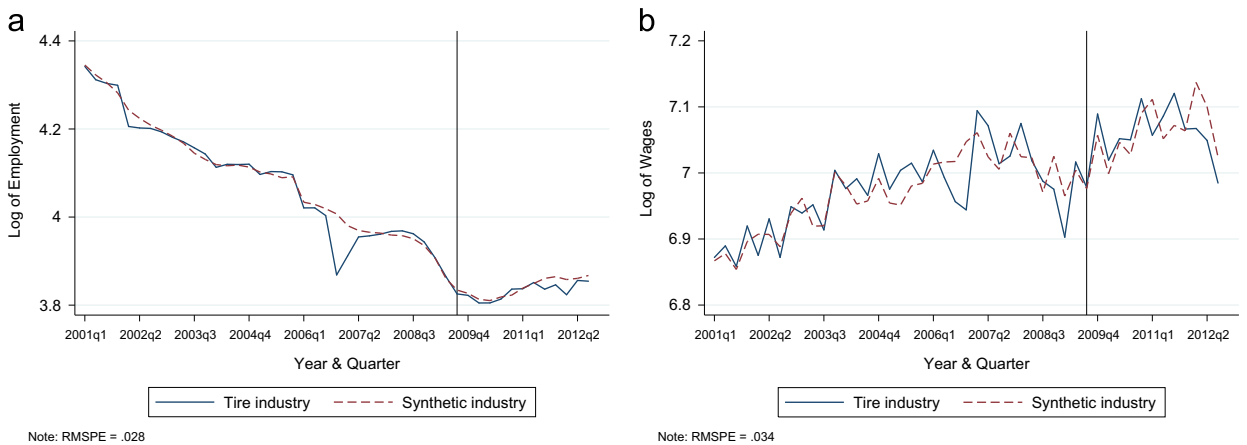 a
4.4
4.2
4
3.8
Log of Employment
2001q1 2002q2 2003q3 2004q4 2006q1 2007q2 2008q3 2009q4 2011q1 2012q2
Year & Quarter
Tire industry Synthetic industry
Note: RMSPE = .028
b
7.2
7.1
7
6.9
6.8
Log of Wages
2001q1 2002q2 2003q3 2004q4 2006q1 2007q2 2008q3 2009q4 2011q1 2012q2
Year & Quarter
Tire industry Synthetic industry
Note: RMSPE = .034